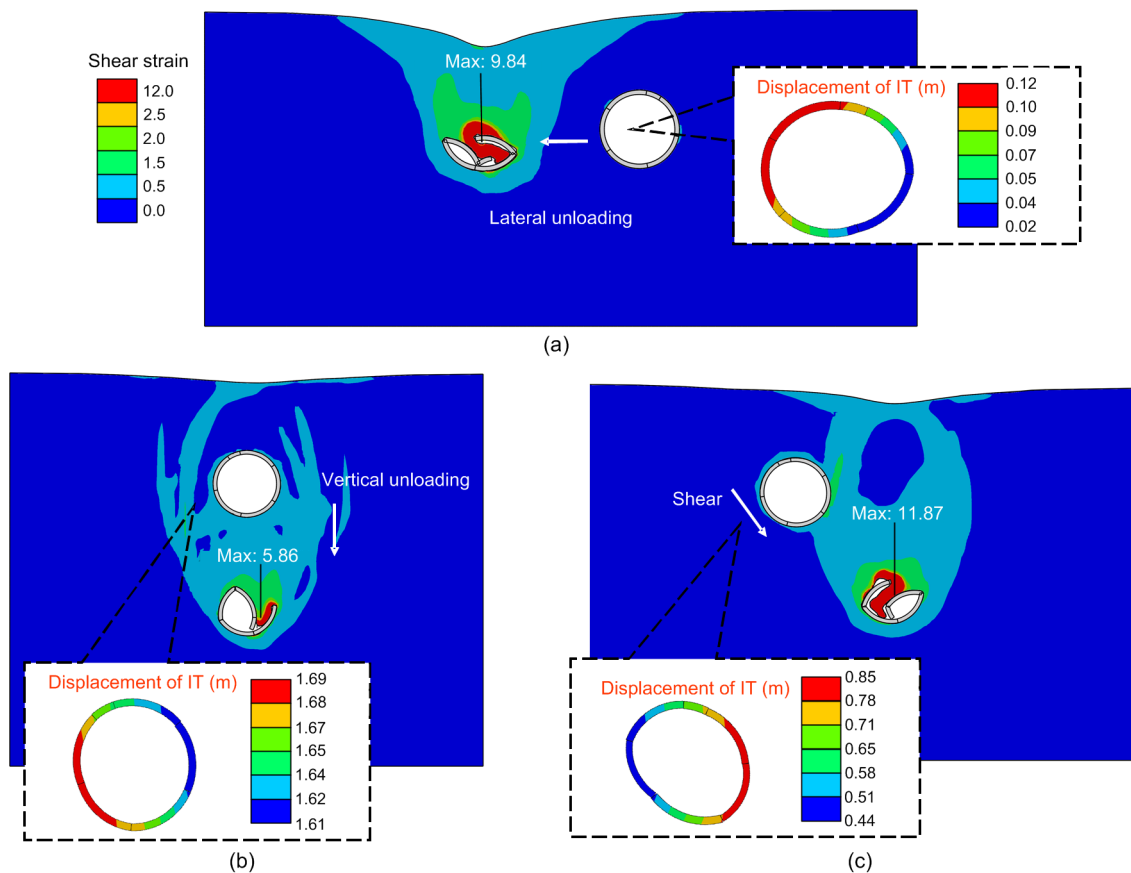 Shear strain
12.0
2.5
2.0
1.5
0.5
0.0
Max: 9.84
Lateral unloading
Displacement of IT (m)
0.12
0.10
0.09
0.07
0.05
0.04
0.02
(a)
Vertical unloading
Max: 5.86
Displacement of IT (m)
1.69
1.68
1.67
1.65
1.64
1.62
1.61
(b)
Shear
Max: 11.87
Displacement of IT (m)
0.85
0.78
0.71
0.65
0.58
0.51
0.44
(c)